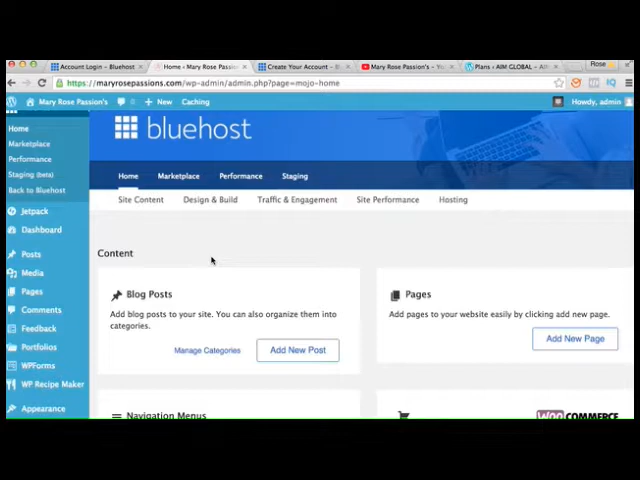 Account Login - Bluehost
Home ‹ Mary Rose Passion
Create Your Account - B
Mary Rose Passions - Yo
Plans ‹ AIM GLOBAL – AIM
Rose
https://maryrosepassions.com/wp-admin/admin.php?page=mojo-home
Mary Rose Passion's
0
+ New
Caching
Howdy, admin
Home
Marketplace
Performance
Staging (beta)
Back to Bluehost
Jetpack
Dashboard
Posts
Media
Pages
Comments
Feedback
Portfolios
WPForms
WP Recipe Maker
Appearance
bluehost
Home
Marketplace
Performance
Staging
Site Content
Design & Build
Traffic & Engagement
Site Performance
Hosting
Content
Blog Posts
Add blog posts to your site. You can also organize them into
categories.
Manage Categories
Add New Post
Pages
Add pages to your website easily by clicking add new page.
Add New Page
Navigation Menus
WOOCOMMERCE